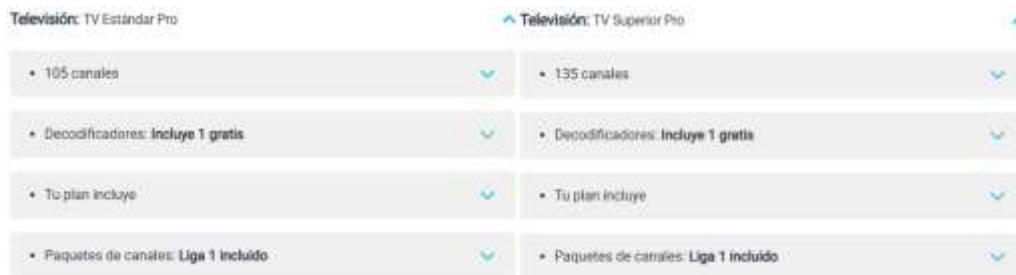 Televisión: TV Estándar Pro
• 105 canales
• Decodificadores: Incluye 1 gratis
• Tu plan incluye
• Paquetes de canales: Liga 1 incluido
Televisión: TV Superior Pro
• 135 canales
• Decodificadores: Incluye 1 gratis
• Tu plan incluye
• Paquetes de canales: Liga 1 incluido